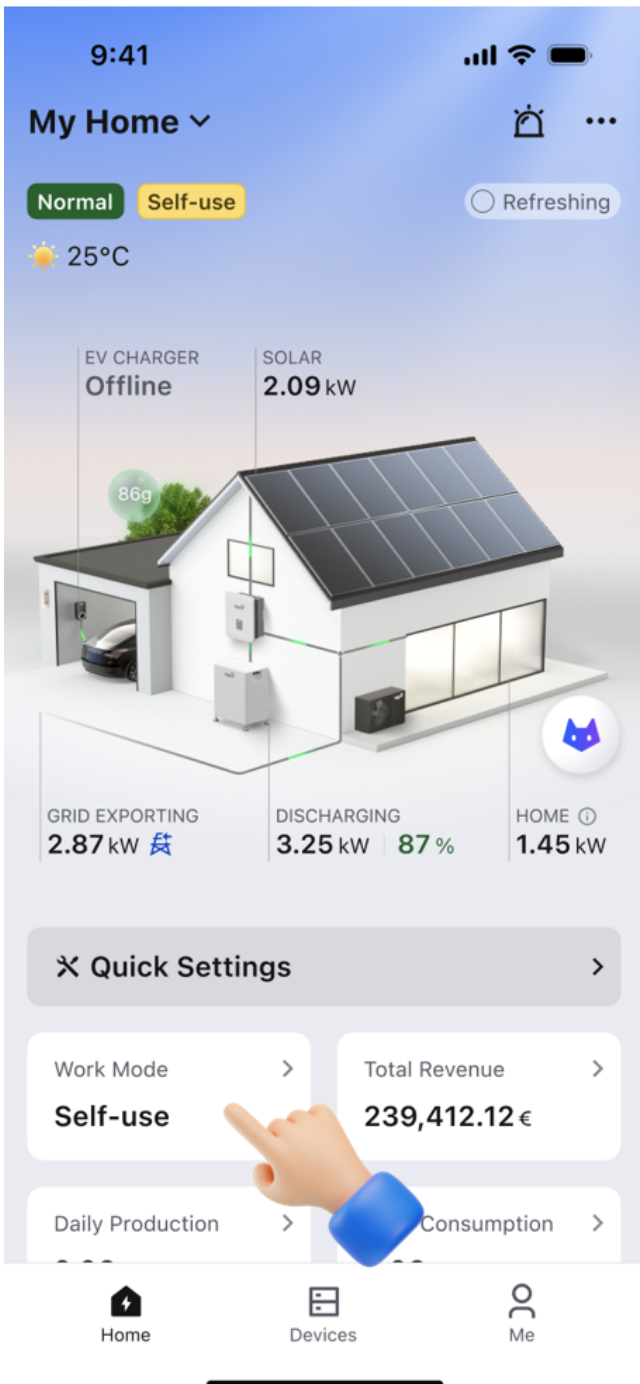 9:41
My Home
Normal Self-use Refreshing
25°C
EV CHARGER SOLAR
Offline 2.09 kW
86g
GRID EXPORTING DISCHARGING HOME
2.87 kW 3.25 kW 87 % 1.45 kW
Quick Settings
Work Mode Total Revenue
Self-use 239,412.12 €
Daily Production Consumption
Home Devices Me